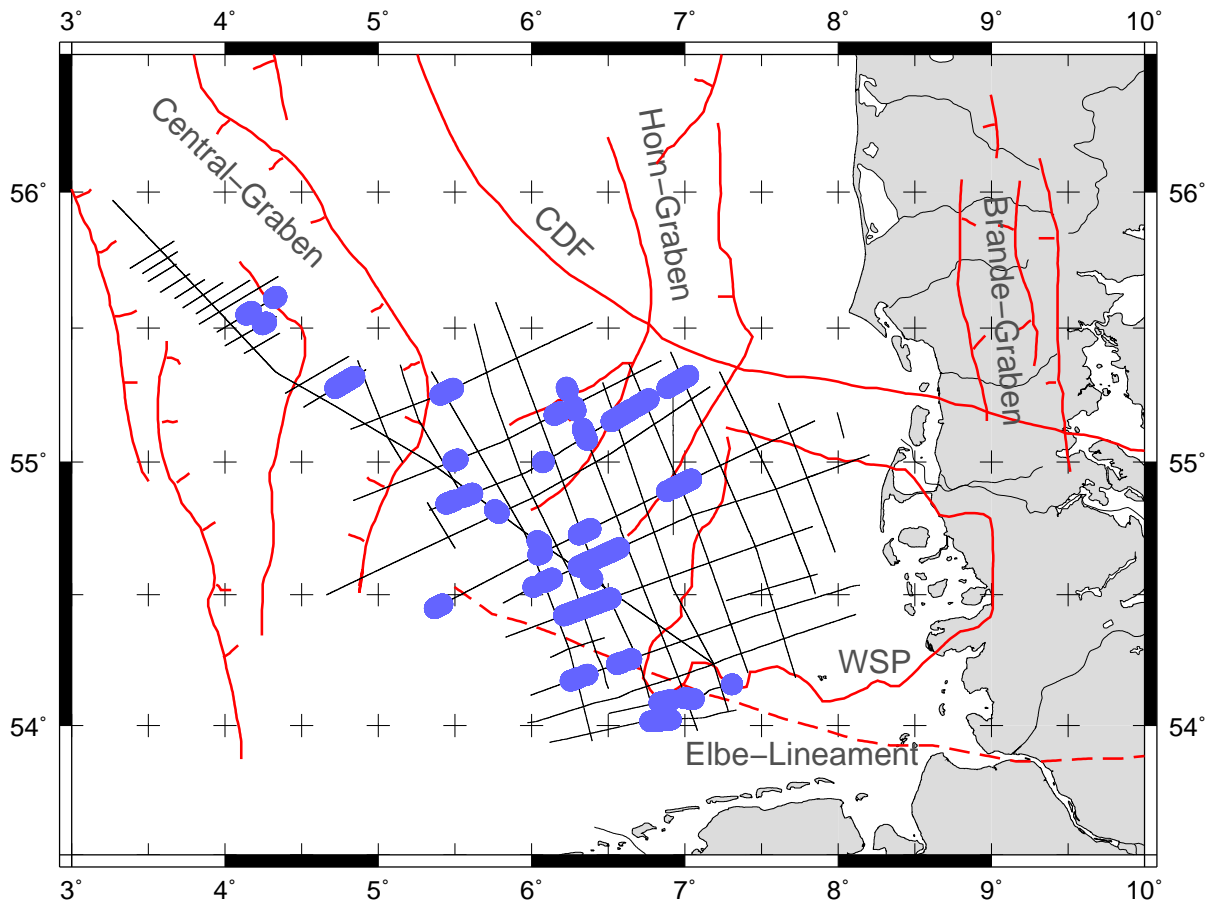 3° 4° 5° 6° 7° 8° 9° 10°
Central–Graben
Horn–Graben
CDF
Brande–Graben
56° 56°
55° 55°
WSP
54° 54°
Elbe–Lineament
3° 4° 5° 6° 7° 8° 9° 10°